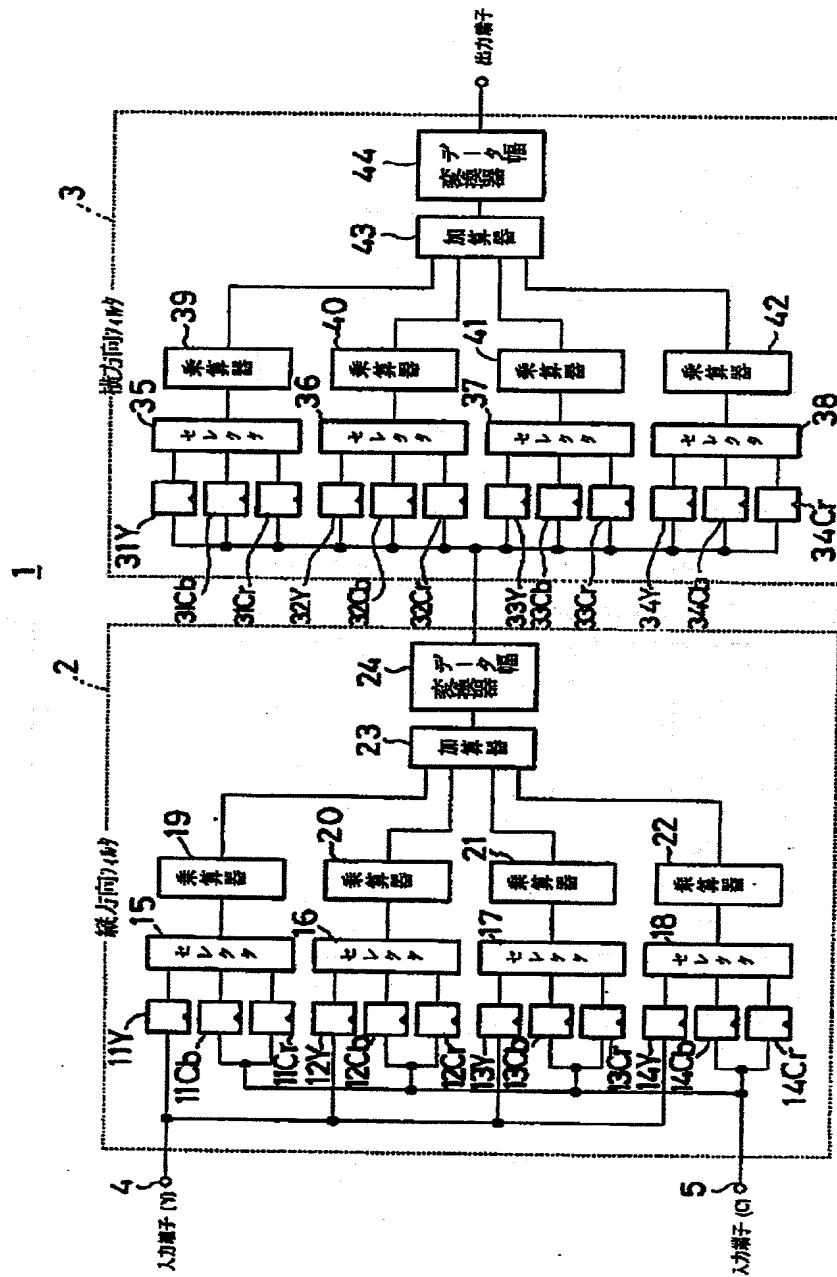 1
2
縦方向フィルタ
3
横方向フィルタ
4
入力端子 (Y)
5
入力端子 (C)
11Y
11Cb
11Cr
12Y
12Cb
12Cr
13Y
13Cb
13Cr
14Y
14Cb
14Cr
15
セレクタ
16
セレクタ
17
セレクタ
18
セレクタ
19
乗算器
20
乗算器
21
乗算器
22
乗算器
23
加算器
24
データ幅
変換器
31Y
31Cb
31Cr
32Y
32Cb
32Cr
33Y
33Cb
33Cr
34Y
34Cb
34Cr
35
セレクタ
36
セレクタ
37
セレクタ
38
セレクタ
39
乗算器
40
乗算器
41
乗算器
42
乗算器
43
加算器
44
データ幅
変換器
出力端子